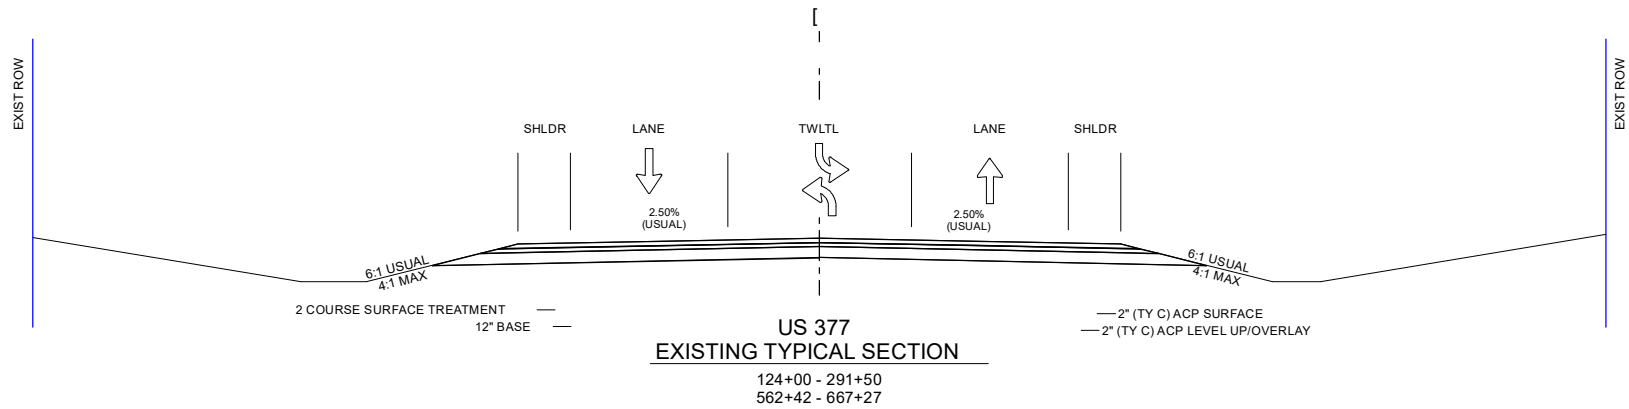 [
EXIST ROW
EXIST ROW
SHLDR
LANE
TWLTL
LANE
SHLDR
2.50%
(USUAL)
2.50%
(USUAL)
6:1 USUAL
4:1 MAX
6:1 USUAL
4:1 MAX
2 COURSE SURFACE TREATMENT
12" BASE
2" (TY C) ACP SURFACE
2" (TY C) ACP LEVEL UP/OVERLAY
US 377
EXISTING TYPICAL SECTION
124+00 - 291+50
562+42 - 667+27